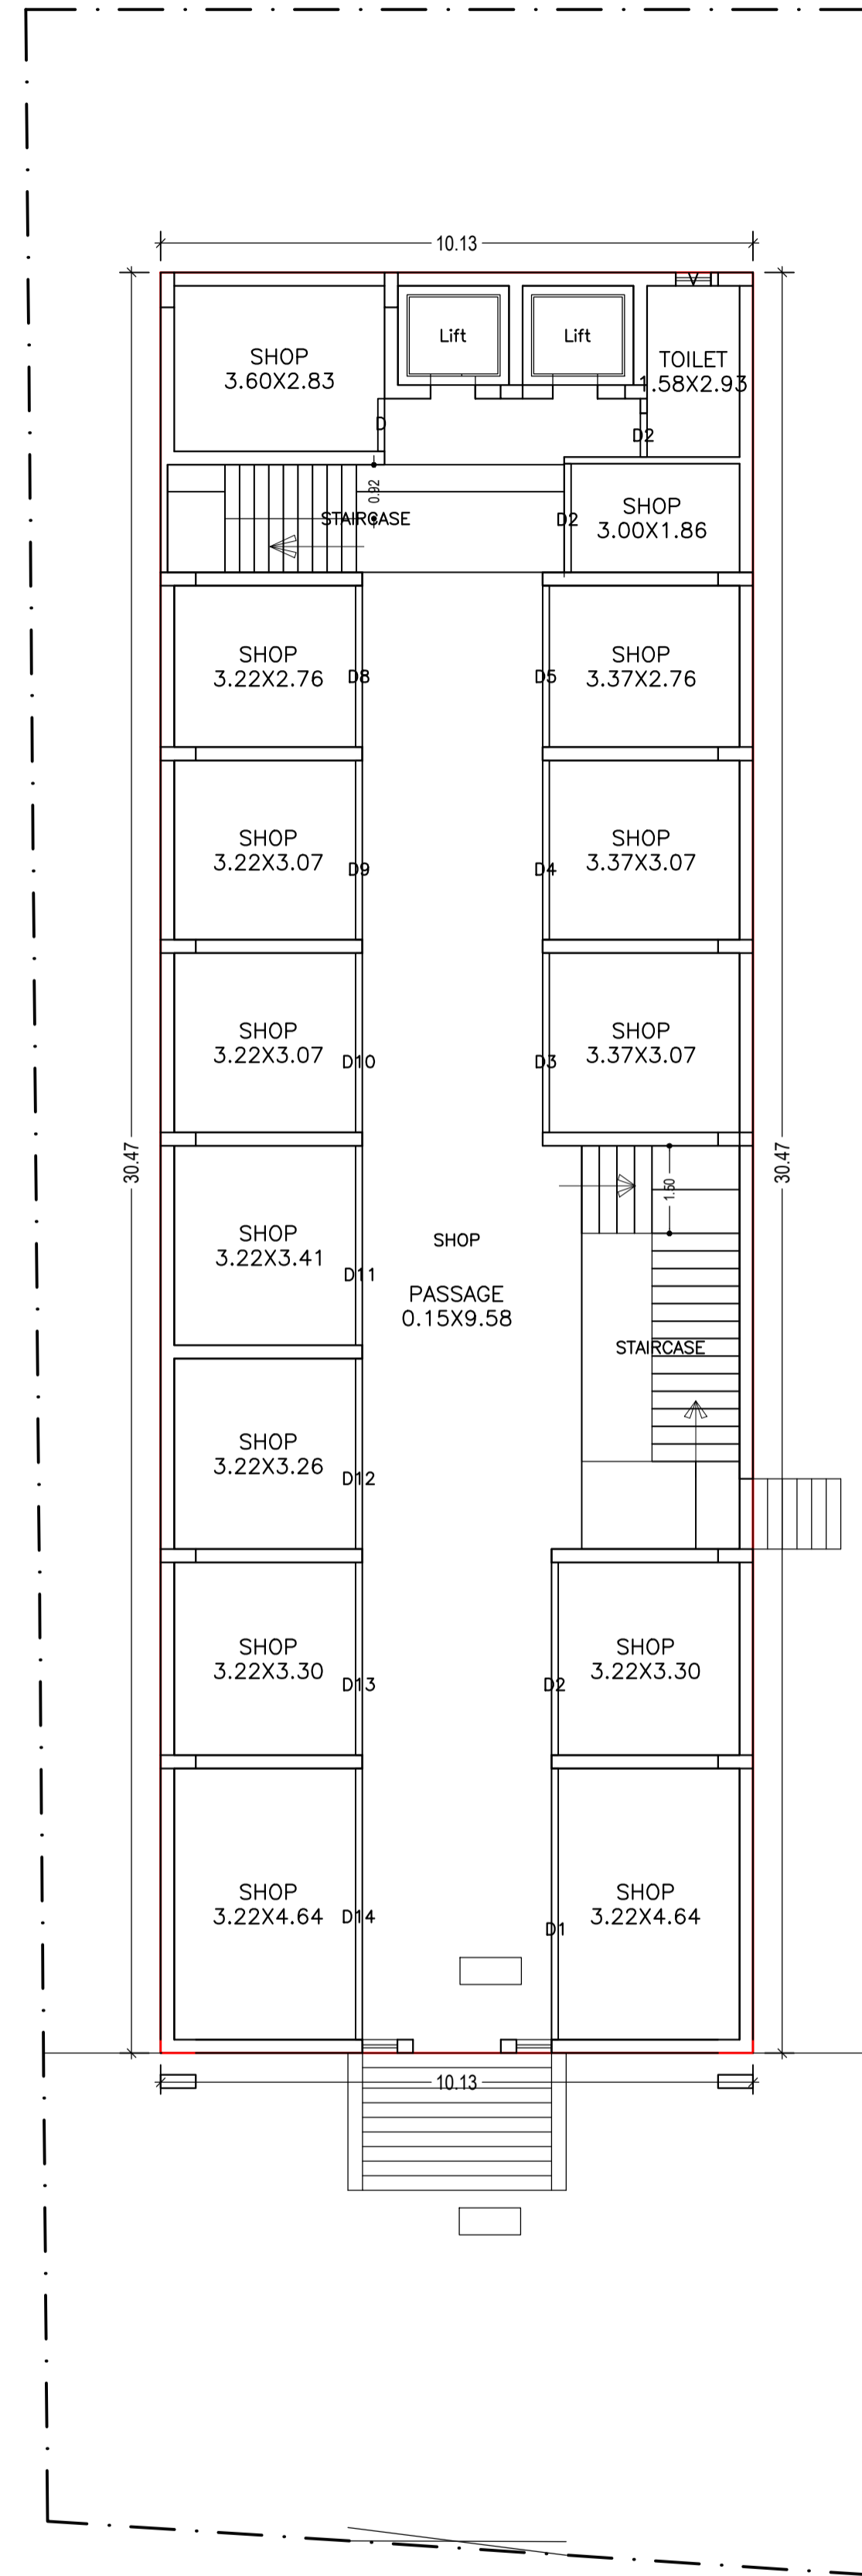 10.13
Lift
Lift
SHOP
3.60X2.83
TOILET
1.58X2.93
D
D2
0.92
STAIRCASE
D2
SHOP
3.00X1.86
SHOP
3.22X2.76
D8
D5
SHOP
3.37X2.76
SHOP
3.22X3.07
D9
D4
SHOP
3.37X3.07
SHOP
3.22X3.07
D10
D3
SHOP
3.37X3.07
30.47
30.47
1.50
SHOP
3.22X3.41
D11
SHOP
PASSAGE
0.15X9.58
STAIRCASE
SHOP
3.22X3.26
D12
SHOP
3.22X3.30
D13
D2
SHOP
3.22X3.30
SHOP
3.22X4.64
D14
D1
SHOP
3.22X4.64
10.13
V